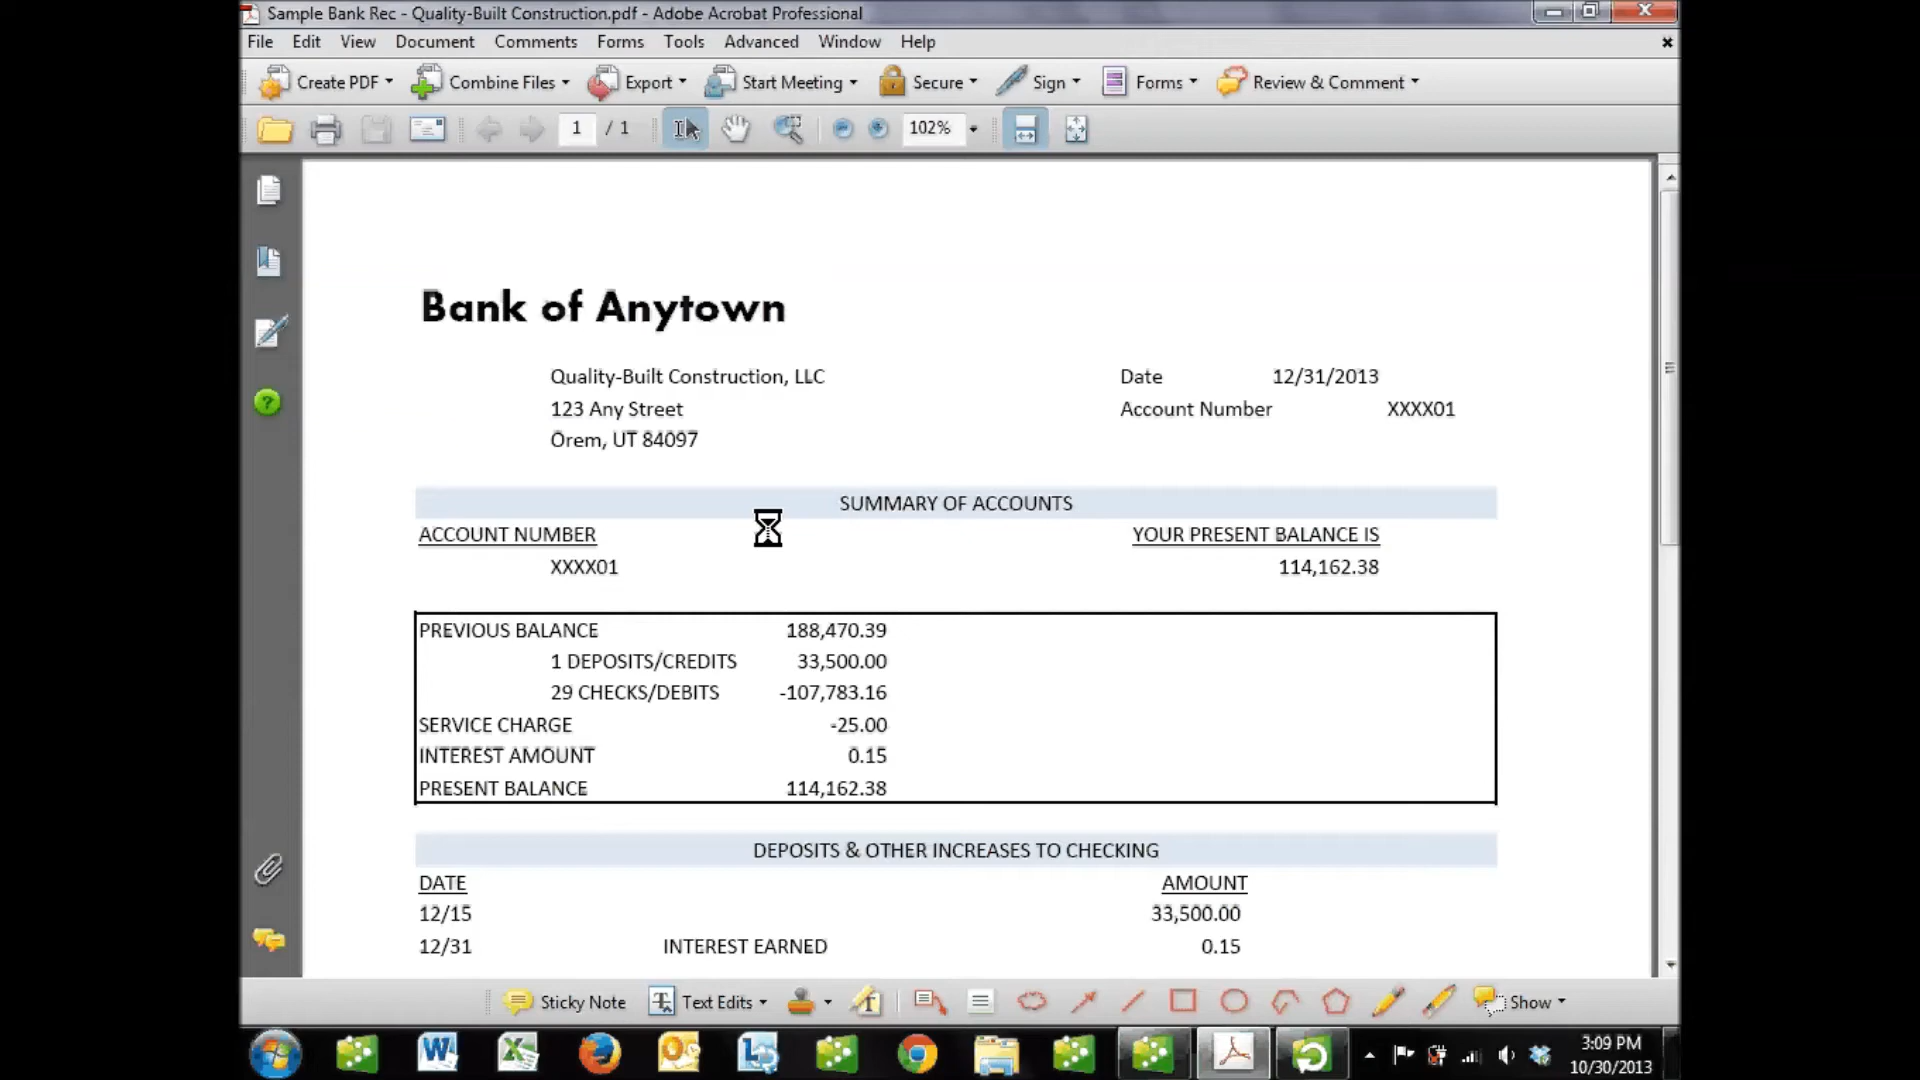 Sample Bank Rec - Quality-Built Construction.pdf - Adobe Acrobat Professional
File Edit View Document Comments Forms Tools Advanced Window Help
Create PDF Combine Files Export Start Meeting Secure Sign Forms Review & Comment
1 / 1 102%
Bank of Anytown
Quality-Built Construction, LLC Date 12/31/2013
123 Any Street Account Number XXXX01
Orem, UT 84097
SUMMARY OF ACCOUNTS
ACCOUNT NUMBER YOUR PRESENT BALANCE IS
XXXX01 114,162.38
PREVIOUS BALANCE 188,470.39
1 DEPOSITS/CREDITS 33,500.00
29 CHECKS/DEBITS -107,783.16
SERVICE CHARGE -25.00
INTEREST AMOUNT 0.15
PRESENT BALANCE 114,162.38
DEPOSITS & OTHER INCREASES TO CHECKING
DATE AMOUNT
12/15 33,500.00
12/31 INTEREST EARNED 0.15
Sticky Note Text Edits Show
3:09 PM
10/30/2013